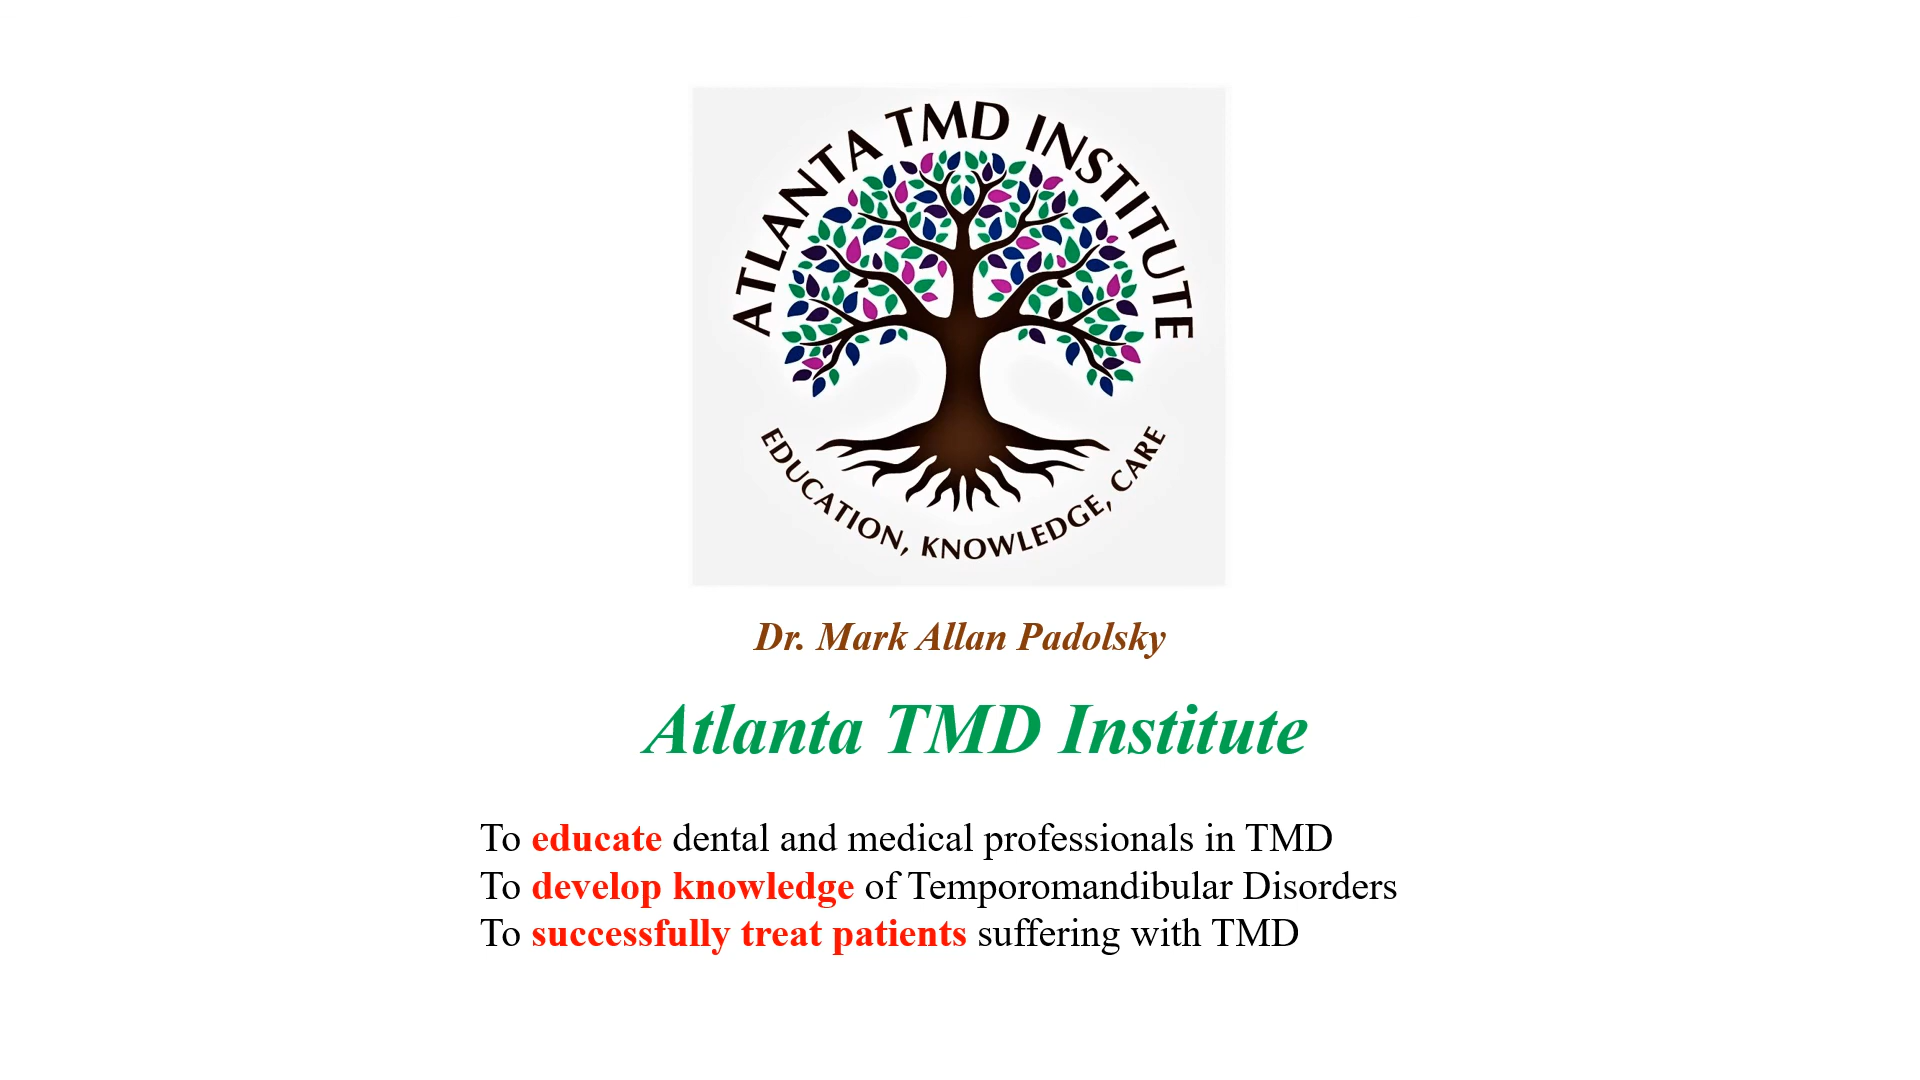 ATLANTA TMD INSTITUTE
EDUCATION, KNOWLEDGE, CARE
Dr. Mark Allan Padolsky
Atlanta TMD Institute
To educate dental and medical professionals in TMD
To develop knowledge of Temporomandibular Disorders
To successfully treat patients suffering with TMD